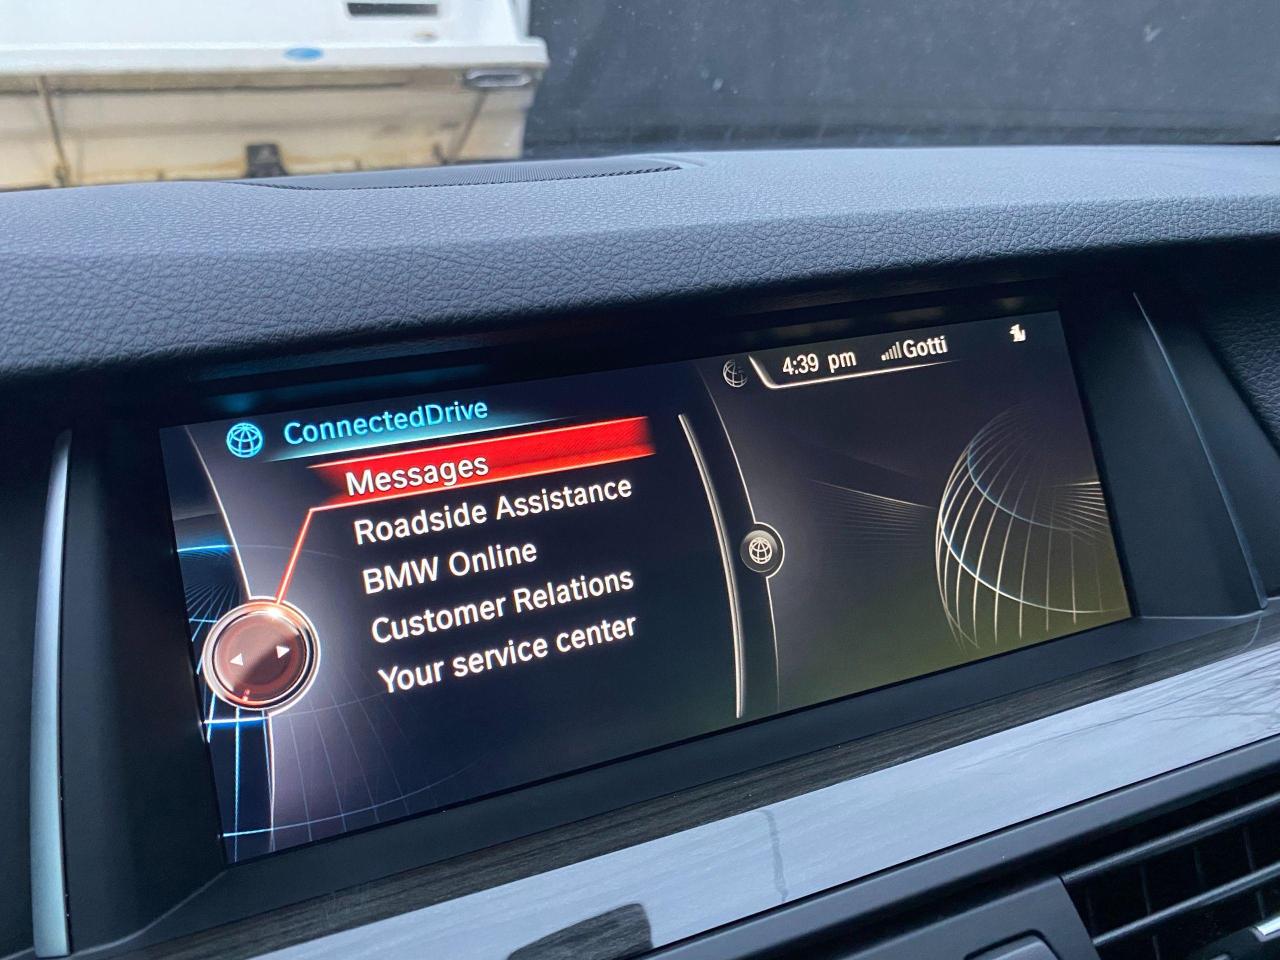 4:39 pm Gotti
ConnectedDrive
Messages
Roadside Assistance
BMW Online
Customer Relations
Your service center